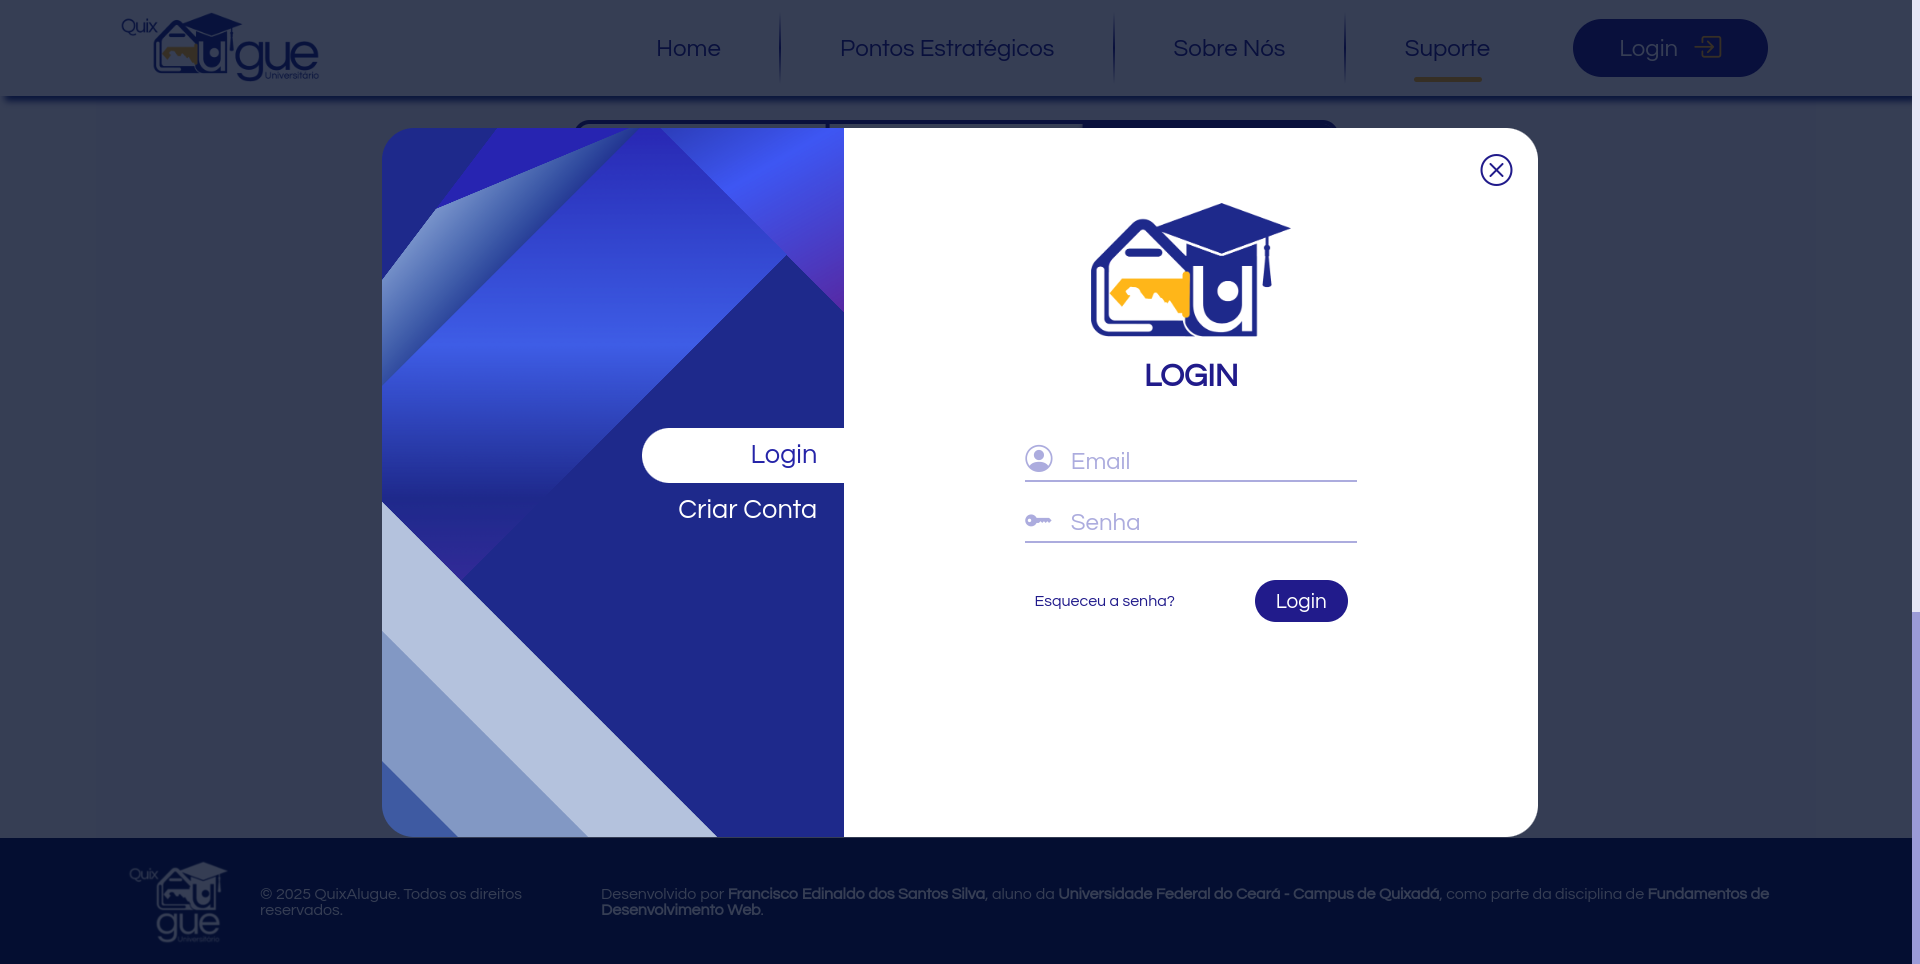 Quix
gue
Universitário
Home
Pontos Estratégicos
Sobre Nós
Suporte
Login
LOGIN
Login
Criar Conta
Email
Senha
Esqueceu a senha?
Login
Quix
gue
Universitário
© 2025 QuixAlugue. Todos os direitos
reservados.
Desenvolvido por Francisco Edinaldo dos Santos Silva, aluno da Universidade Federal do Ceará - Campus de Quixadá, como parte da disciplina de Fundamentos de
Desenvolvimento Web.